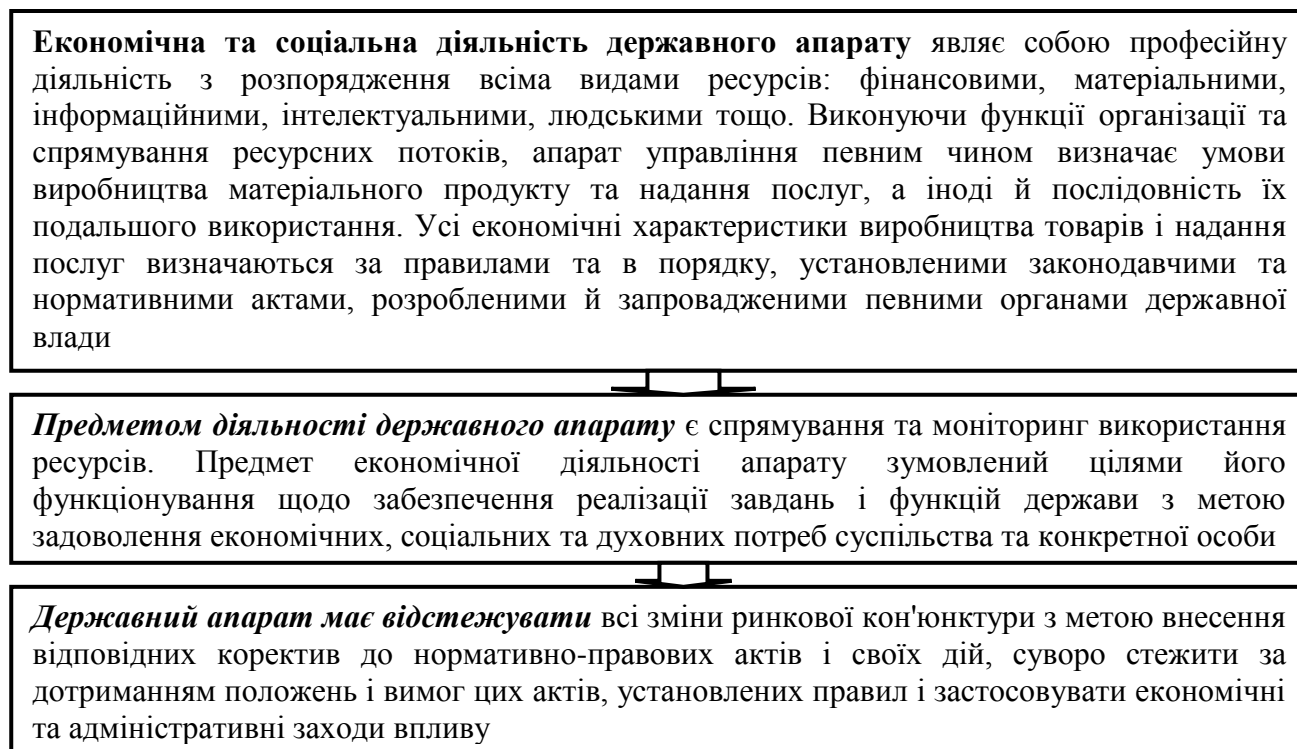 Економічна та соціальна діяльність державного апарату являє собою професійну
діяльність з розпорядження всіма видами ресурсів: фінансовими, матеріальними,
інформаційними, інтелектуальними, людськими тощо. Виконуючи функції організації та
спрямування ресурсних потоків, апарат управління певним чином визначає умови
виробництва матеріального продукту та надання послуг, а іноді й послідовність їх
подальшого використання. Усі економічні характеристики виробництва товарів і надання
послуг визначаються за правилами та в порядку, установленими законодавчими та
нормативними актами, розробленими й запровадженими певними органами державної
влади
Предметом діяльності державного апарату є спрямування та моніторинг використання
ресурсів. Предмет економічної діяльності апарату зумовлений цілями його
функціонування щодо забезпечення реалізації завдань і функцій держави з метою
задоволення економічних, соціальних та духовних потреб суспільства та конкретної особи
Державний апарат має відстежувати всі зміни ринкової кон'юнктури з метою внесення
відповідних коректив до нормативно-правових актів і своїх дій, суворо стежити за
дотриманням положень і вимог цих актів, установлених правил і застосовувати економічні
та адміністративні заходи впливу